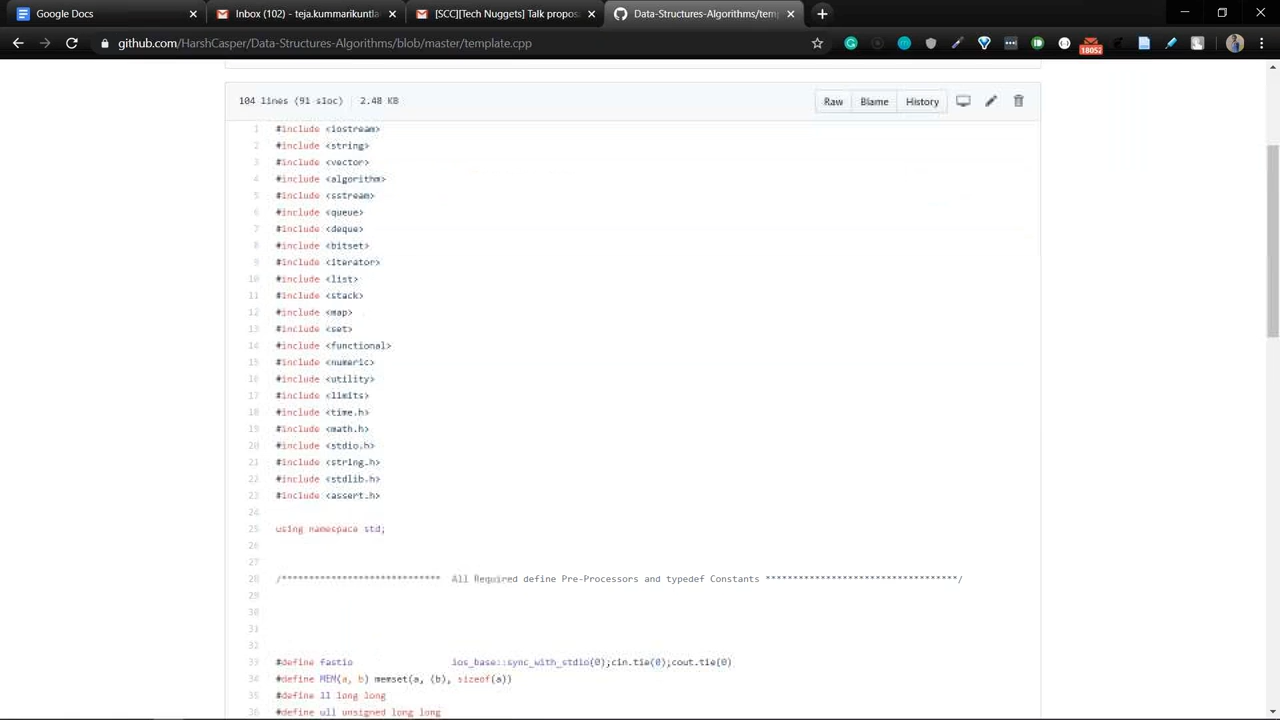 Google Docs
Inbox (102) - teja.kummarikuntla
[SCC][Tech Nuggets] Talk propos
Data-Structures-Algorithms/tem
github.com/HarshCasper/Data-Structures-Algorithms/blob/master/template.cpp
18052
104 lines (91 sloc) 2.48 KB
Raw Blame History
1 #include <iostream>
2 #include <string>
3 #include <vector>
4 #include <algorithm>
5 #include <sstream>
6 #include <queue>
7 #include <deque>
8 #include <bitset>
9 #include <iterator>
10 #include <list>
11 #include <stack>
12 #include <map>
13 #include <set>
14 #include <functional>
15 #include <numeric>
16 #include <utility>
17 #include <limits>
18 #include <time.h>
19 #include <math.h>
20 #include <stdio.h>
21 #include <string.h>
22 #include <stdlib.h>
23 #include <assert.h>
24
25 using namespace std;
26
27
28 /***************************** All Required define Pre-Processors and typedef Constants ***********************************/
29
30
31
32
33 #define fastio ios_base::sync_with_stdio(0);cin.tie(0);cout.tie(0)
34 #define MEM(a, b) memset(a, (b), sizeof(a))
35 #define ll long long
36 #define ull unsigned long long